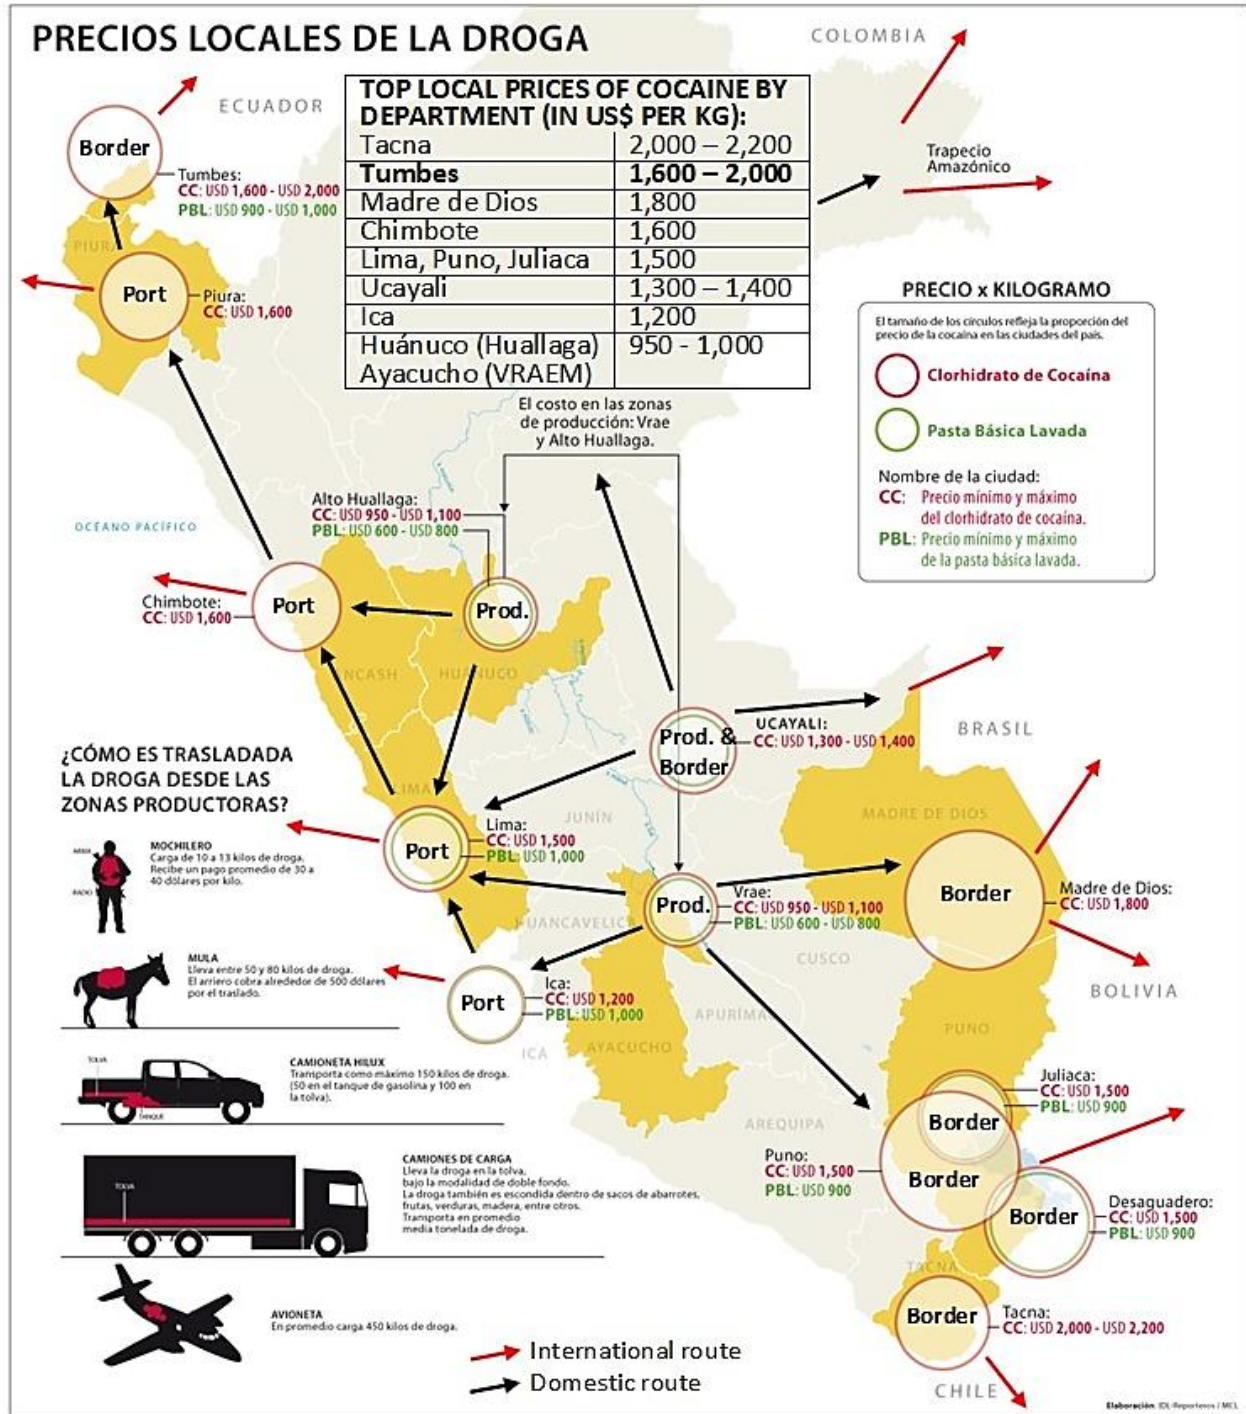 PRECIOS LOCALES DE LA DROGA
COLOMBIA
ECUADOR
TOP LOCAL PRICES OF COCAINE BY
DEPARTMENT (IN US$ PER KG):
Tacna 2,000 – 2,200
Tumbes 1,600 – 2,000
Madre de Dios 1,800
Chimbote 1,600
Lima, Puno, Juliaca 1,500
Ucayali 1,300 – 1,400
Ica 1,200
Huánuco (Huallaga) 950 - 1,000
Ayacucho (VRAEM)
Border
Tumbes:
CC: USD 1,600 - USD 2,000
PBL: USD 900 - USD 1,000
Trapecio
Amazónico
PIURA
Port
Piura:
CC: USD 1,600
PRECIO x KILOGRAMO
El tamaño de los círculos refleja la proporción del
precio de la cocaína en las ciudades del país.
Clorhidrato de Cocaína
Pasta Básica Lavada
Nombre de la ciudad:
CC: Precio mínimo y máximo
del clorhidrato de cocaína.
PBL: Precio mínimo y máximo
de la pasta básica lavada.
El costo en las zonas
de producción: Vrae
y Alto Huallaga.
OCÉANO PACÍFICO
Alto Huallaga:
CC: USD 950 - USD 1,100
PBL: USD 600 - USD 800
Chimbote:
CC: USD 1,600
Port
Prod.
NCASH
HUÁNUCO
Prod. &
Border
UCAYALI:
CC: USD 1,300 - USD 1,400
BRASIL
¿CÓMO ES TRASLADADA
LA DROGA DESDE LAS
ZONAS PRODUCTORAS?
LIMA
JUNÍN
MADRE DE DIOS
Port
Lima:
CC: USD 1,500
PBL: USD 1,000
MOCHILERO
Carga de 10 a 13 kilos de droga.
Recibe un pago promedio de 30 a
40 dólares por kilo.
RADIO
Prod.
Vrae:
CC: USD 950 - USD 1,100
PBL: USD 600 - USD 800
Border
Madre de Dios:
CC: USD 1,800
HUANCAVELICA
CUSCO
MULA
Lleva entre 50 y 80 kilos de droga.
El arriero cobra alrededor de 500 dólares
por el traslado.
Port
Ica:
CC: USD 1,200
PBL: USD 1,000
BOLIVIA
APURÍMA
PUNO
ICA
AYACUCHO
CAMIONETA HILUX
Transporta como máximo 150 kilos de droga.
(50 en el tanque de gasolina y 100 en
la tolva).
TOLVA
TANQUE
Juliaca:
CC: USD 1,500
PBL: USD 900
Border
AREQUIPA
Puno:
CC: USD 1,500
PBL: USD 900
Border
CAMIONES DE CARGA
Lleva la droga en la tolva,
bajo la modalidad de doble fondo.
La droga también es escondida dentro de sacos de abarrotes,
frutas, verduras, madera, entre otros.
Transporta en promedio
media tonelada de droga.
TOLVA
Border
Desaguadero:
CC: USD 1,500
PBL: USD 900
TACNA
Border
Tacna:
CC: USD 2,000 - USD 2,200
AVIONETA
En promedio carga 450 kilos de droga.
International route
Domestic route
CHILE
Elaboración: IDL-Reporteros / MCL